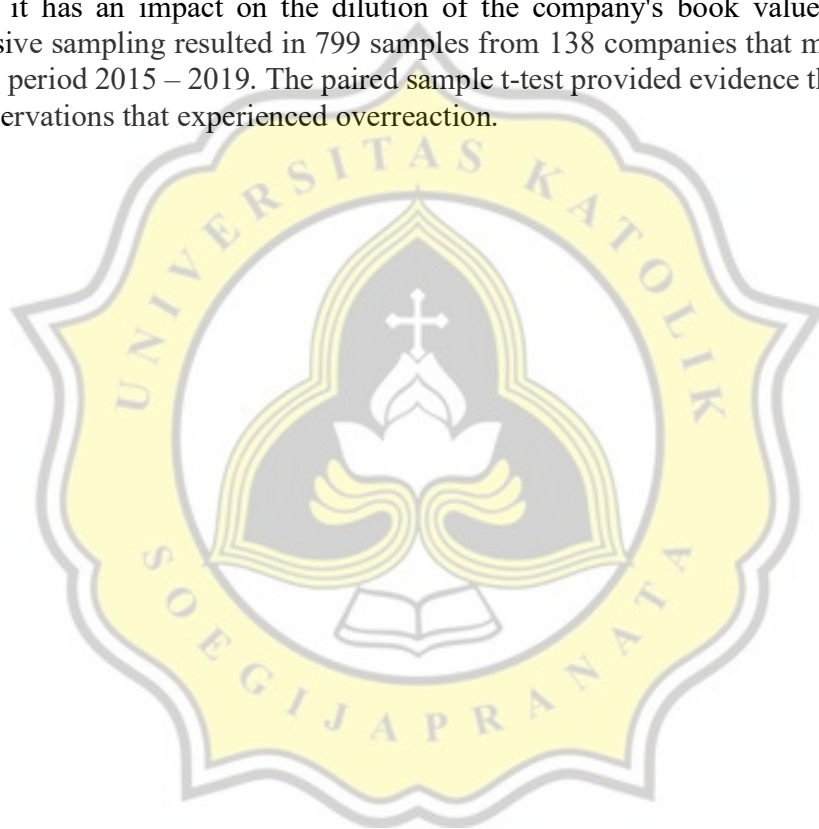 it has an impact on the dilution of the company's book value
sive sampling resulted in 799 samples from 138 companies that m
period 2015 – 2019. The paired sample t-test provided evidence th
ervations that experienced overreaction.
UNIVERSITAS KATOLIK
SOEGIJAPRANATA